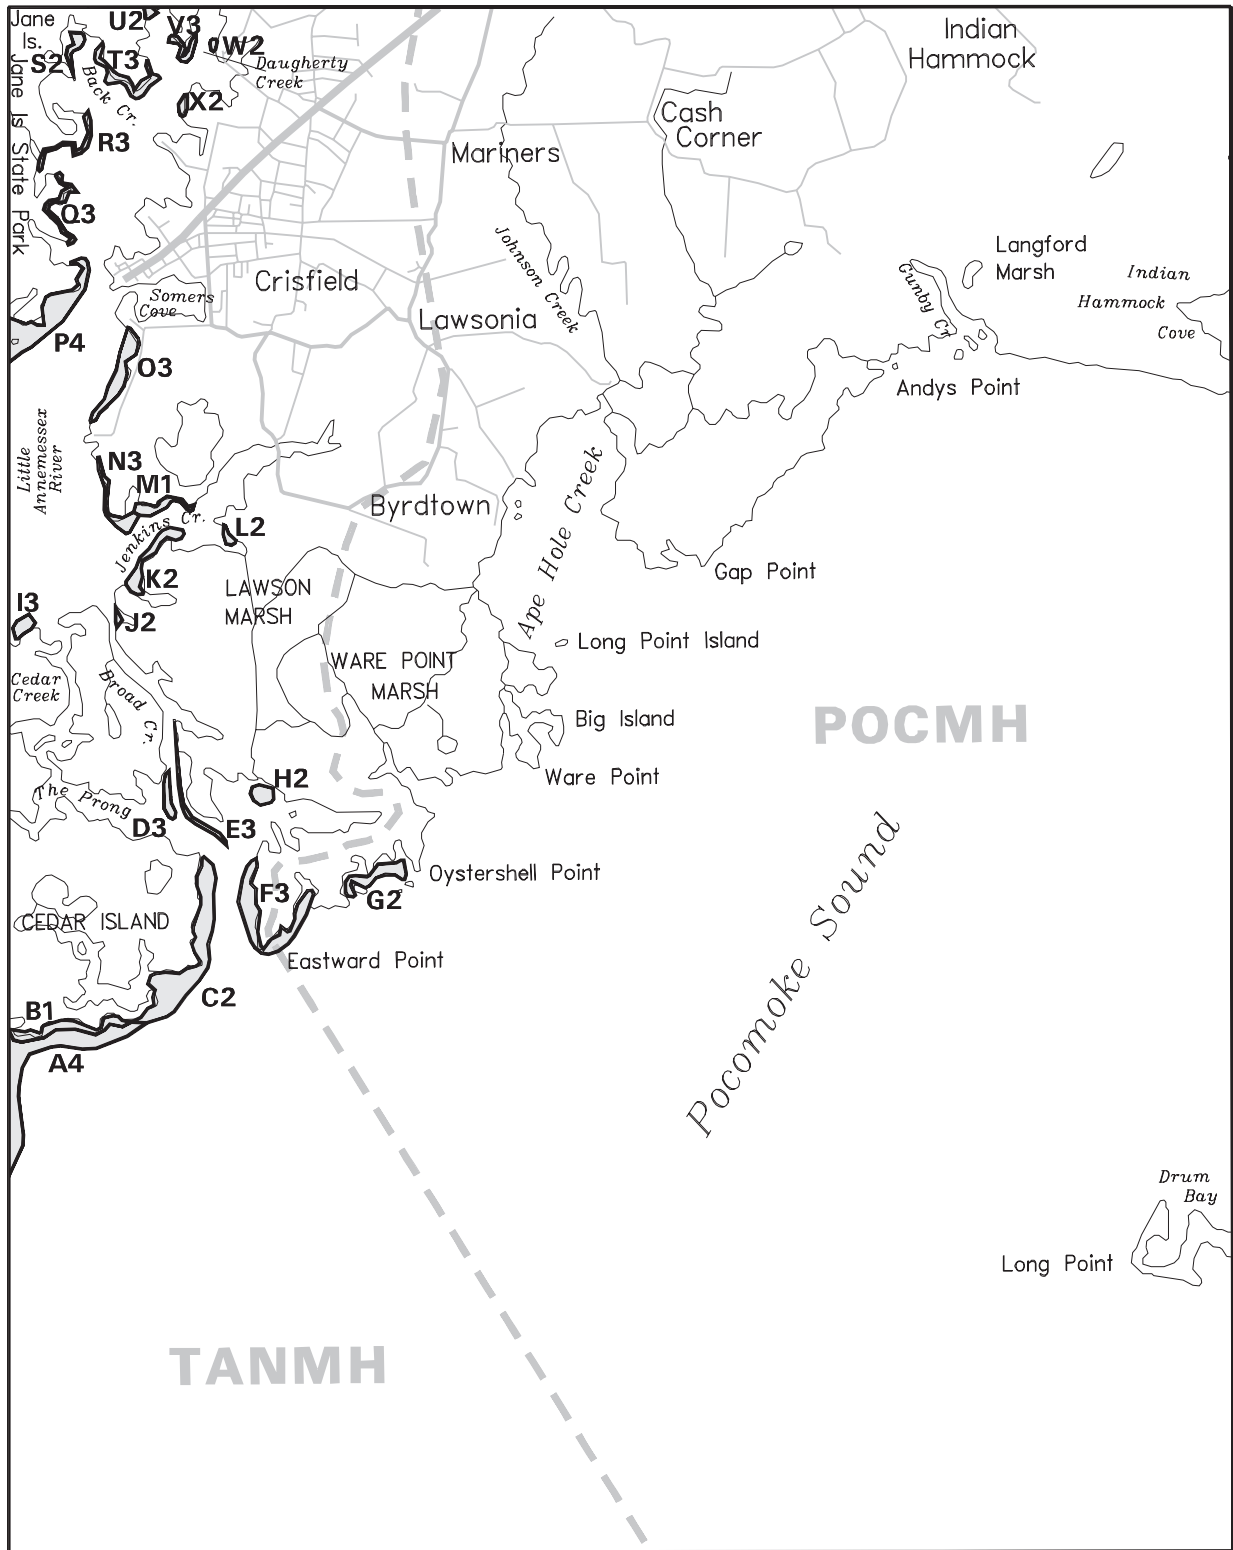 Jane
Is.
U2
V3
W2
S2
T3
Daugherty
Creek
Back Cr.
X2
Jane Is State Park
R3
Q3
Indian
Hammock
Cash
Corner
Mariners
Johnson Creek
Langford
Marsh
Gunby Cr
Indian
Hammock
Cove
Crisfield
Somers
Cove
Lawsonia
P4
O3
Andys Point
Little
Annemessex
River
N3
M1
Jenkins Cr.
L2
Byrdtown
Ape Hole Creek
Gap Point
K2
LAWSON
MARSH
I3
J2
Long Point Island
WARE POINT
MARSH
Cedar
Creek
Broad Cr.
Big Island
POCMH
Ware Point
H2
The Prong
D3
E3
Oystershell Point
F3
G2
CEDAR ISLAND
Eastward Point
C2
B1
A4
Pocomoke Sound
Drum
Bay
Long Point
TANMH